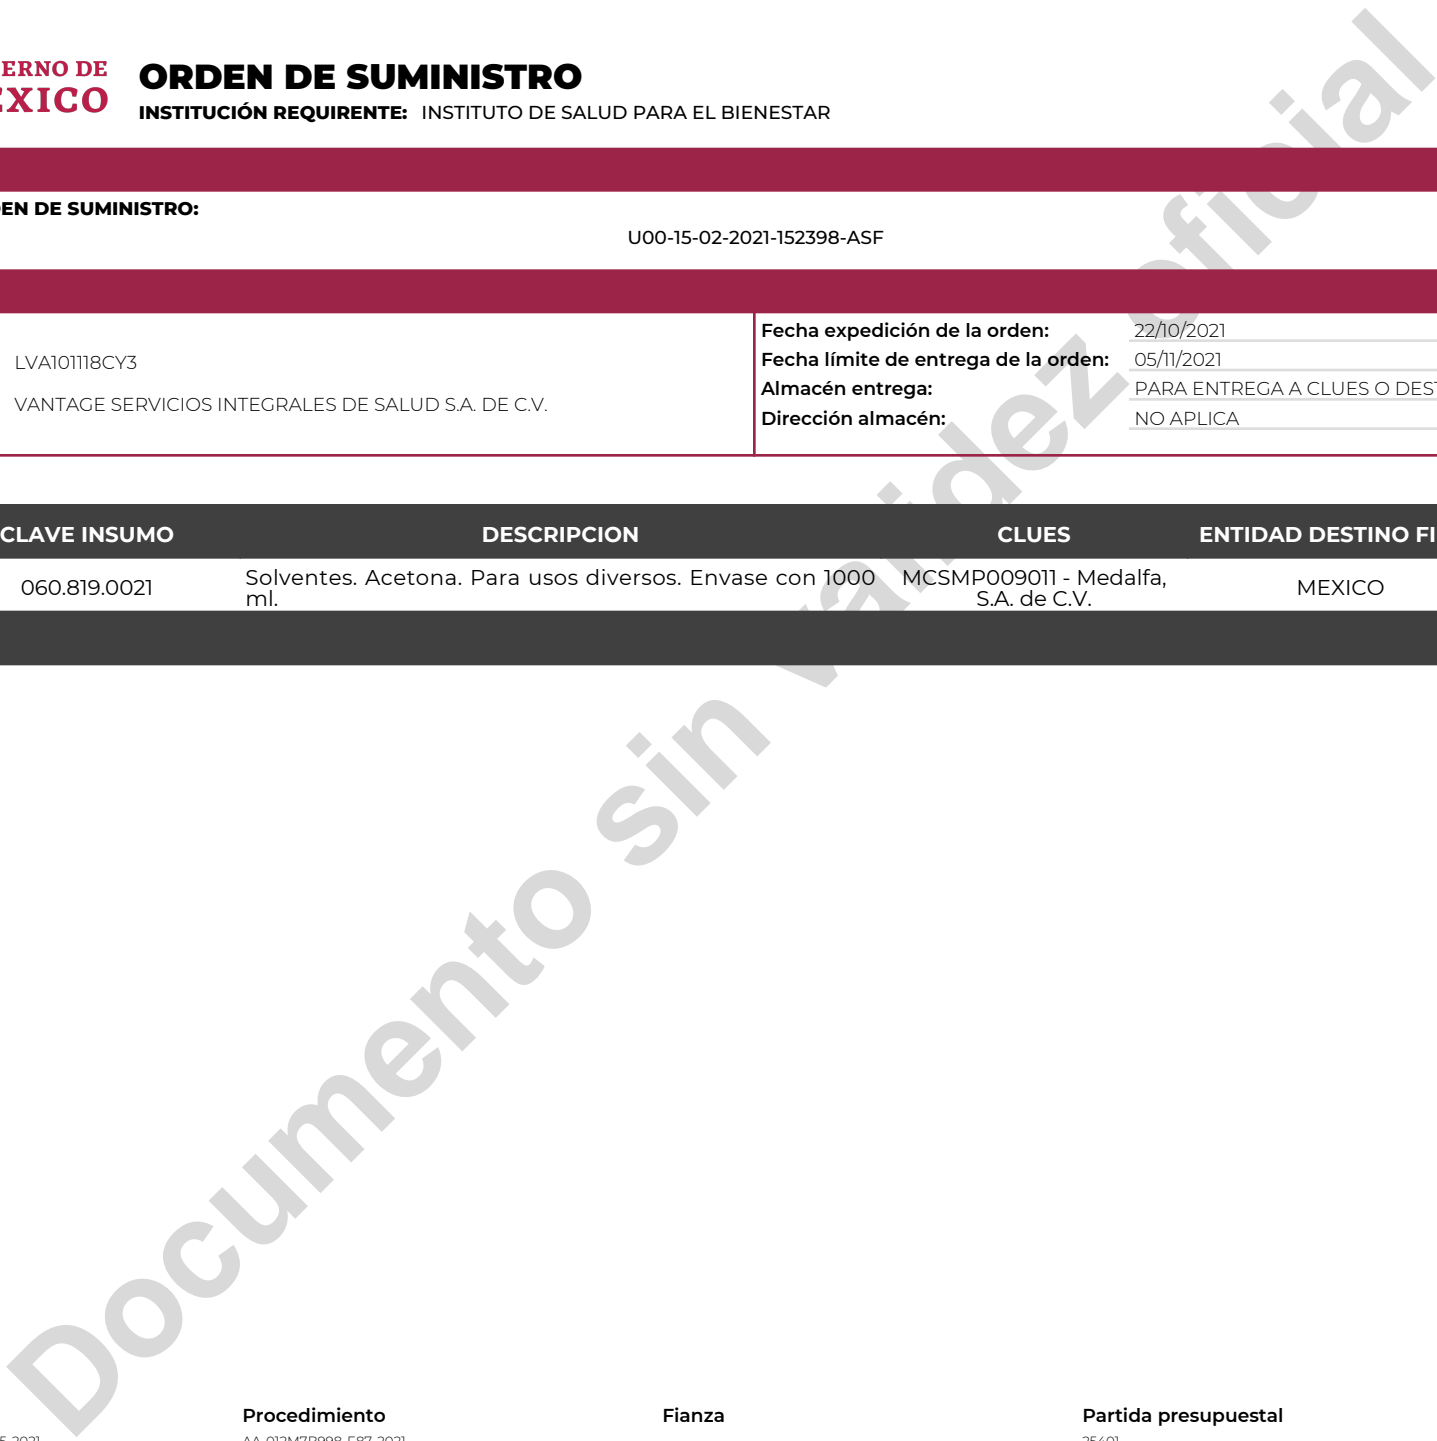 ERNO DE
XICO
ORDEN DE SUMINISTRO
INSTITUCIÓN REQUIRENTE: INSTITUTO DE SALUD PARA EL BIENESTAR
EN DE SUMINISTRO:
U00-15-02-2021-152398-ASF
LVA101118CY3
VANTAGE SERVICIOS INTEGRALES DE SALUD S.A. DE C.V.
Fecha expedición de la orden: 22/10/2021
Fecha límite de entrega de la orden: 05/11/2021
Almacén entrega: PARA ENTREGA A CLUES O DEST
Dirección almacén: NO APLICA
CLAVE INSUMO DESCRIPCION CLUES ENTIDAD DESTINO FI
060.819.0021 Solventes. Acetona. Para usos diversos. Envase con 1000 ml. MCSMP009011 - Medalfa, S.A. de C.V. MEXICO
Documento sin validez oficial
Procedimiento Fianza Partida presupuestal